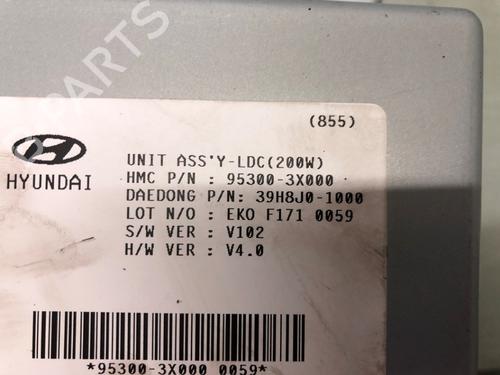 PARTS
(855)
HYUNDAI
UNIT ASS'Y-LDC(200W)
HMC P/N : 95300-3X000
DAEDONG P/N: 39H8J0-1000
LOT N/O : EKO F171 0059
S/W VER : V102
H/W VER : V4.0
*95300-3X000 0059*